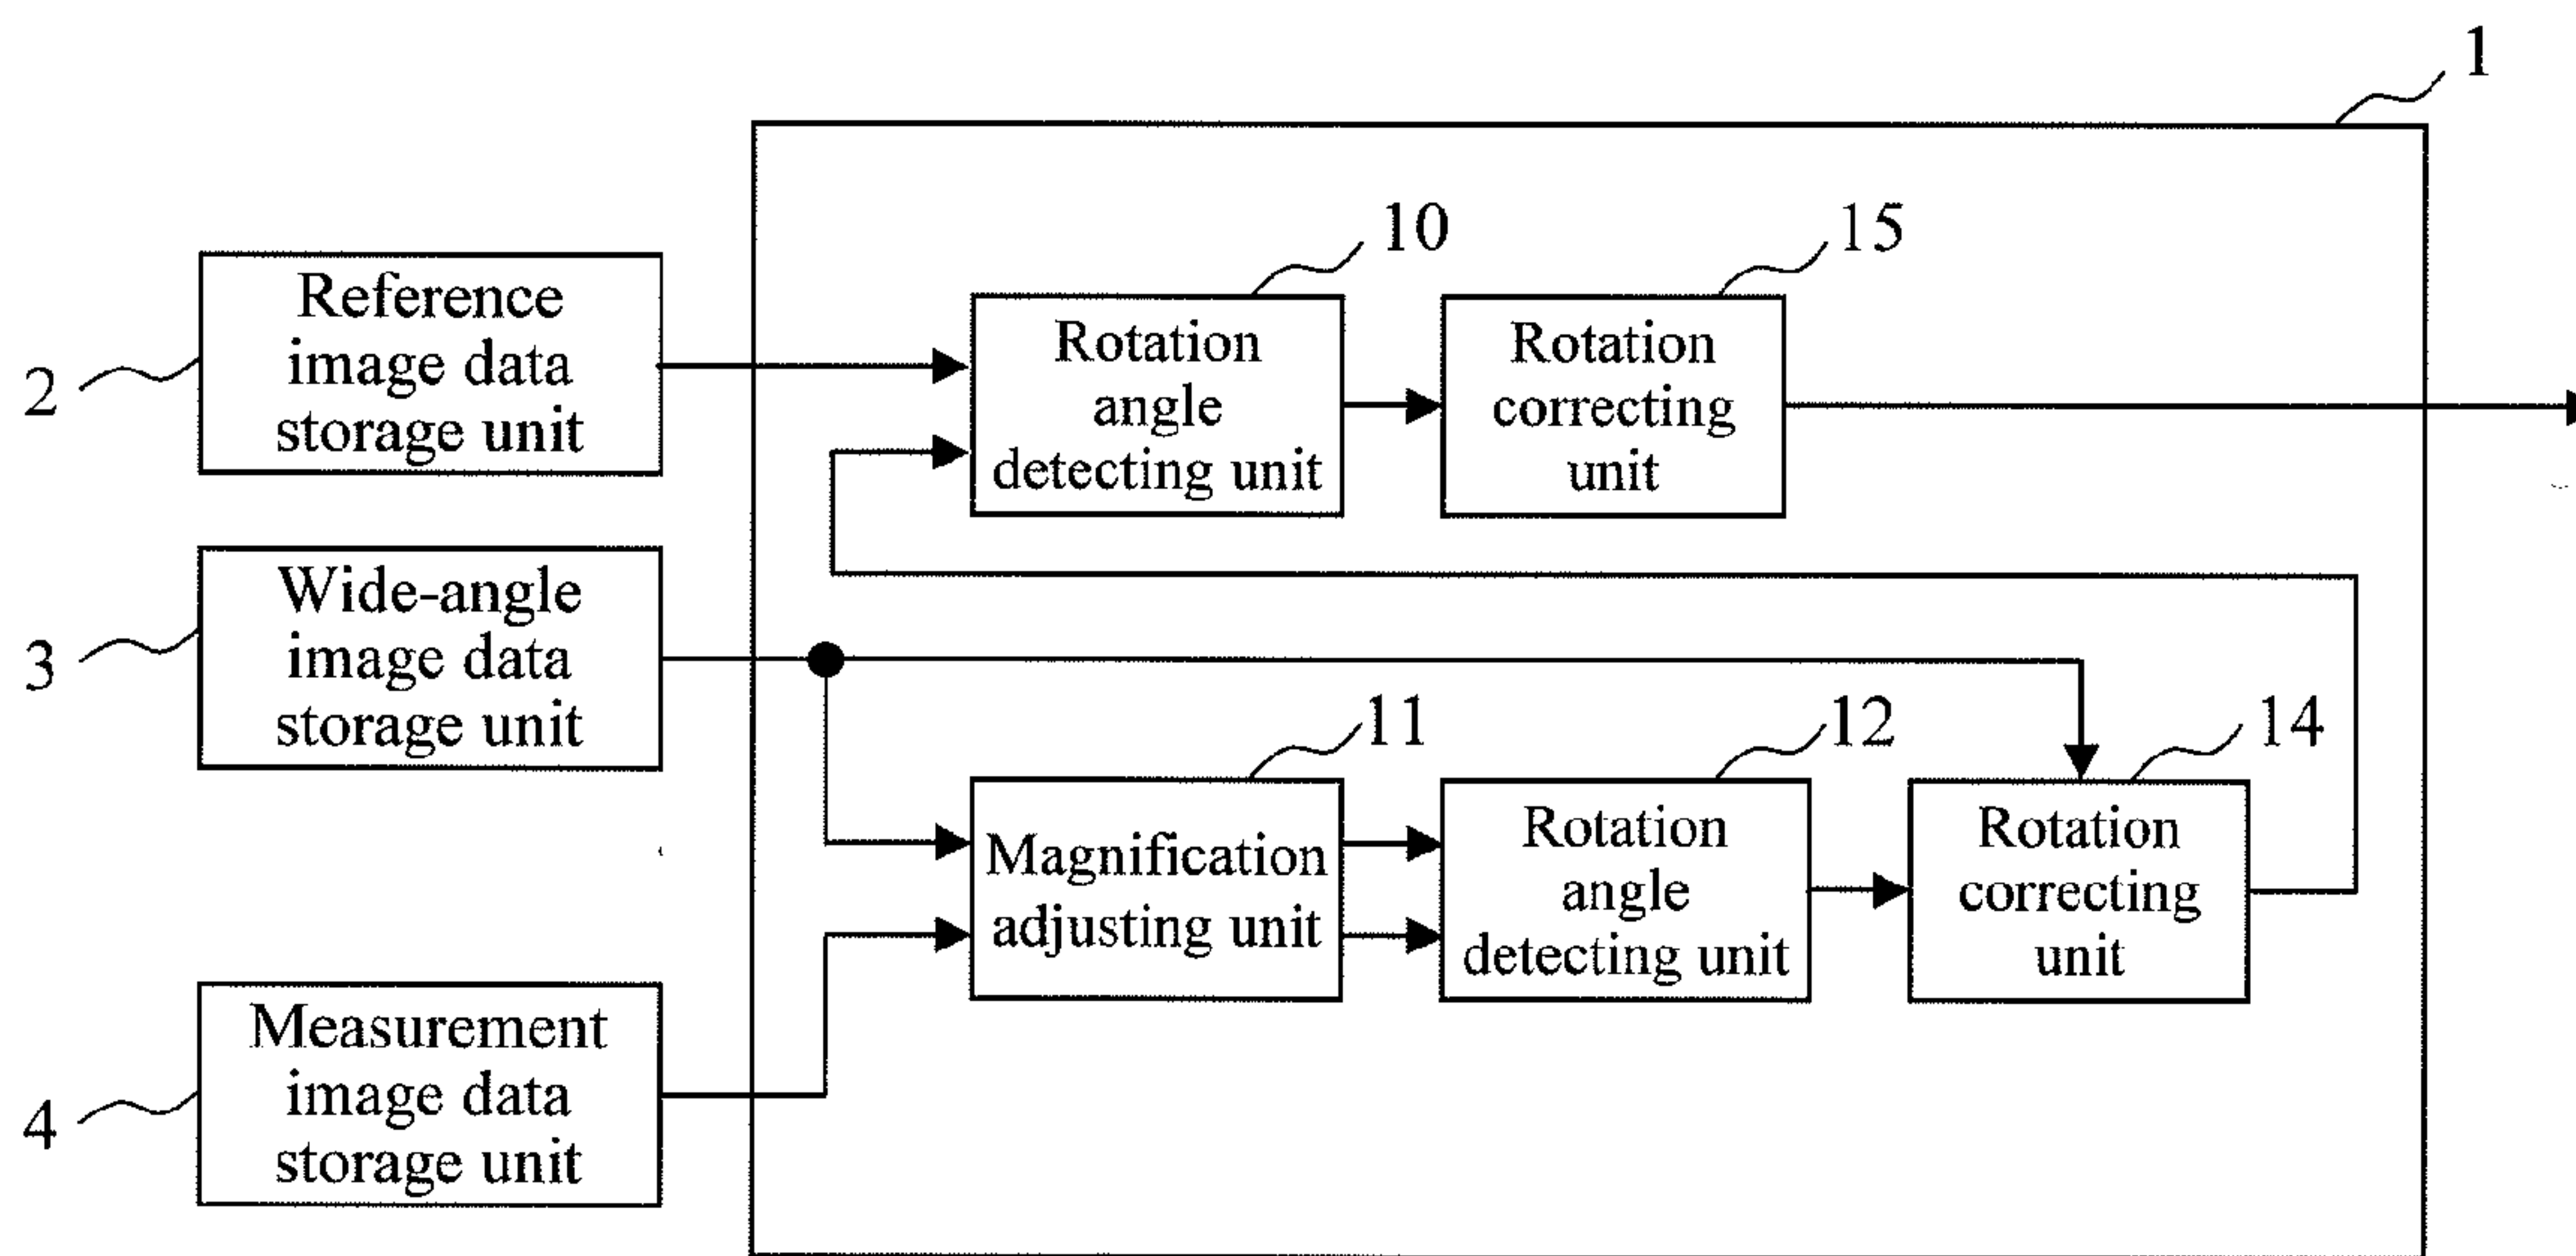 1
10
15
Reference
image data
storage unit
2
Rotation
angle
detecting unit
Rotation
correcting
unit
Wide-angle
image data
storage unit
3
11
12
14
Magnification
adjusting unit
Rotation
angle
detecting unit
Rotation
correcting
unit
Measurement
image data
storage unit
4